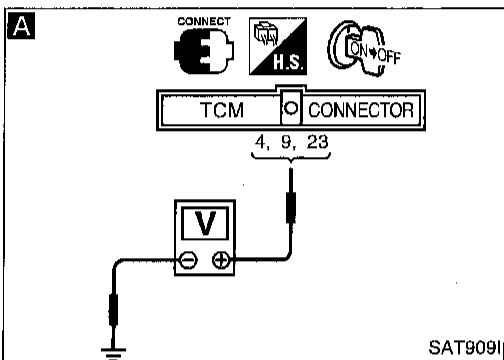 A
CONNECT
H.S.
ON OFF
TCM CONNECTOR
4, 9, 23
V
SAT909I